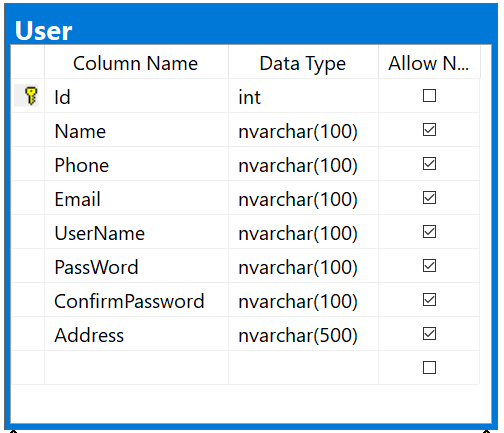 User
Column Name Data Type Allow N...
Id int
Name nvarchar(100)
Phone nvarchar(100)
Email nvarchar(100)
UserName nvarchar(100)
PassWord nvarchar(100)
ConfirmPassword nvarchar(100)
Address nvarchar(500)